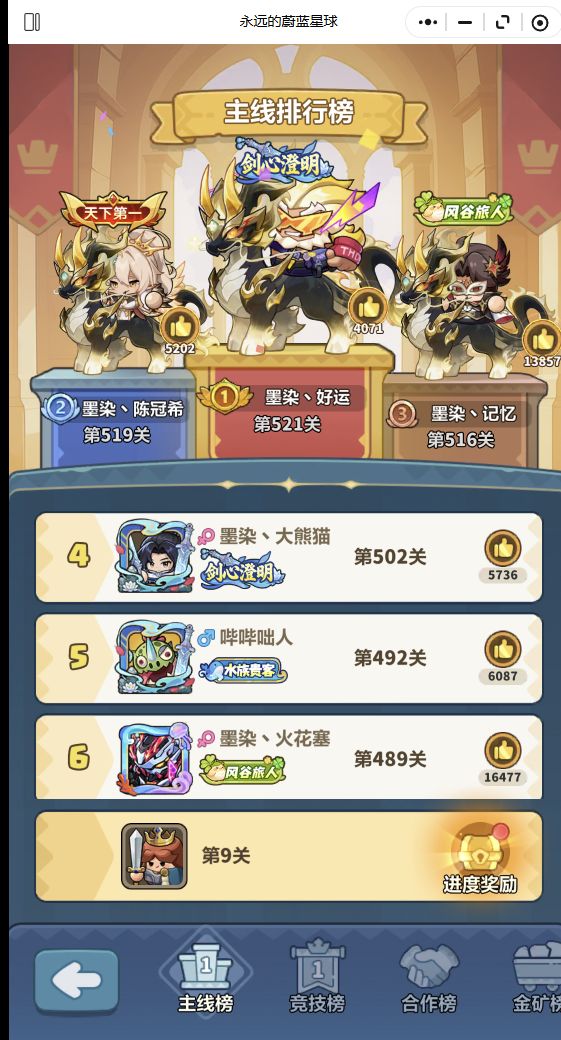 永远的蔚蓝星球
主线排行榜
剑心澄明
天下第一
风谷旅人
THD
4071
5202
13857
1 墨染、好运
第521关
2 墨染、陈冠希
第519关
3 墨染、记忆
第516关
4
墨染、大熊猫
剑心澄明
第502关
5736
5
哔哔咄人
水族贵客
第492关
6087
6
墨染、火花塞
风谷旅人
第489关
16477
第9关
进度奖励
1
主线榜
1
竞技榜
合作榜
金矿榜